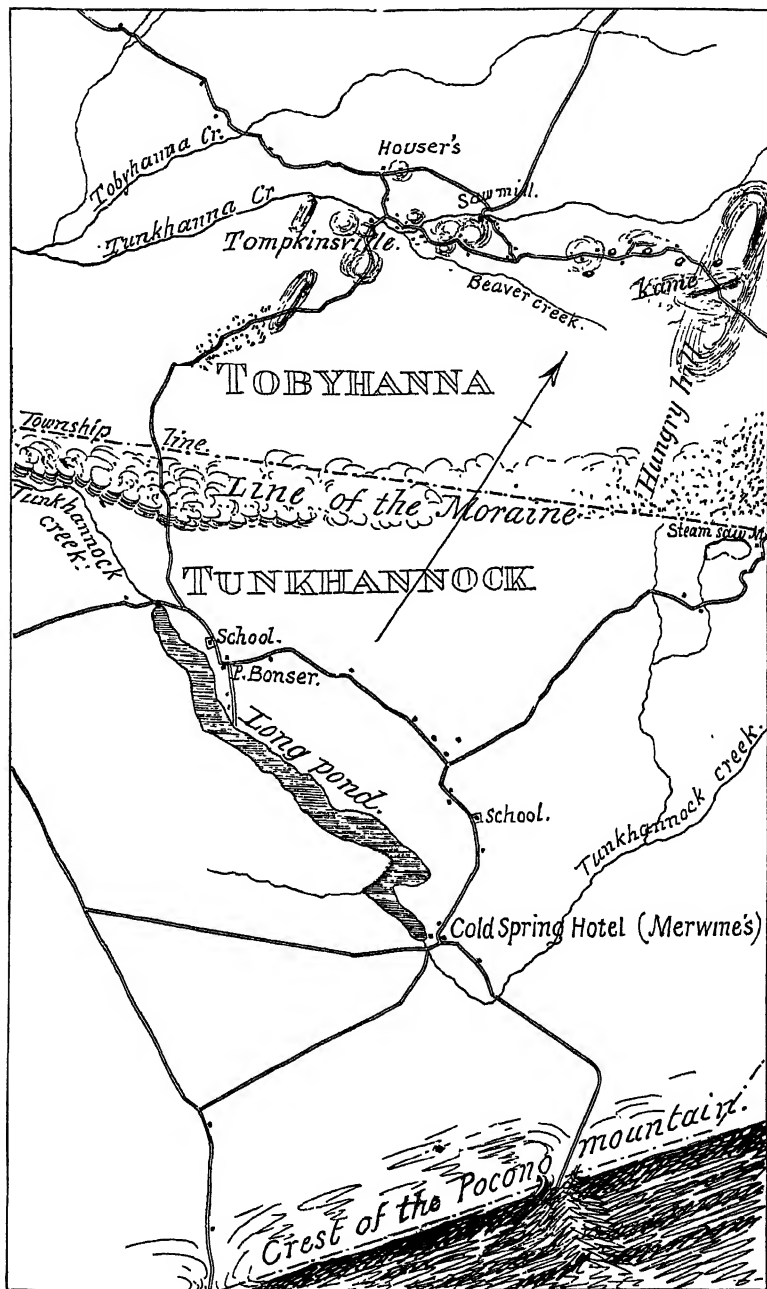 Houser's
Tobyhanna Cr.
Sawmill.
Tunkhanna Cr
Tompkinsville.
Beaver creek.
Kame
TOBYHANNA
Hungry hill
Township line
Line of the Moraine
Tunkhannock creek.
Steam saw M.
TUNKHANNOCK
School.
P. Bonser.
Long pond.
School.
Tunkhannock creek.
Cold Spring Hotel (Merwine's)
Crest of the Pocono mountain.